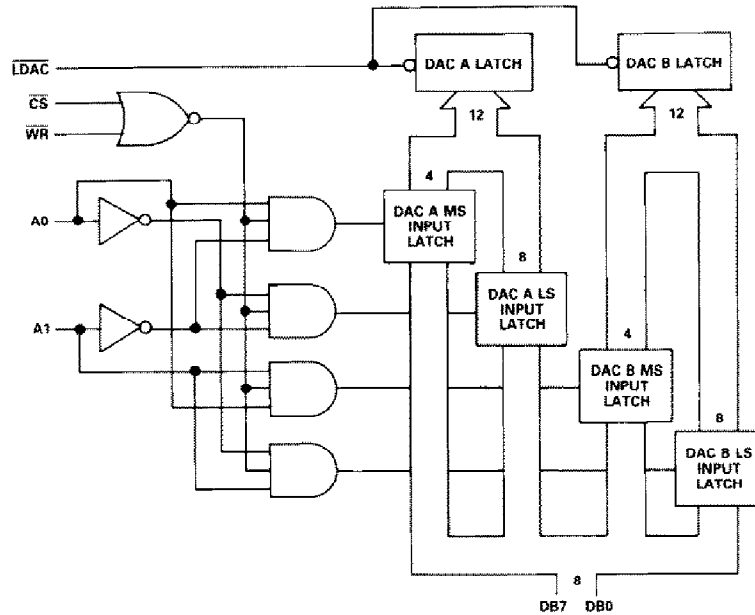 LDAC
DAC A LATCH
DAC B LATCH
CS
WR
12
12
A0
4
DAC A MS
INPUT
LATCH
8
DAC A LS
INPUT
LATCH
A1
4
DAC B MS
INPUT
LATCH
8
DAC B LS
INPUT
LATCH
8
DB7 DB0